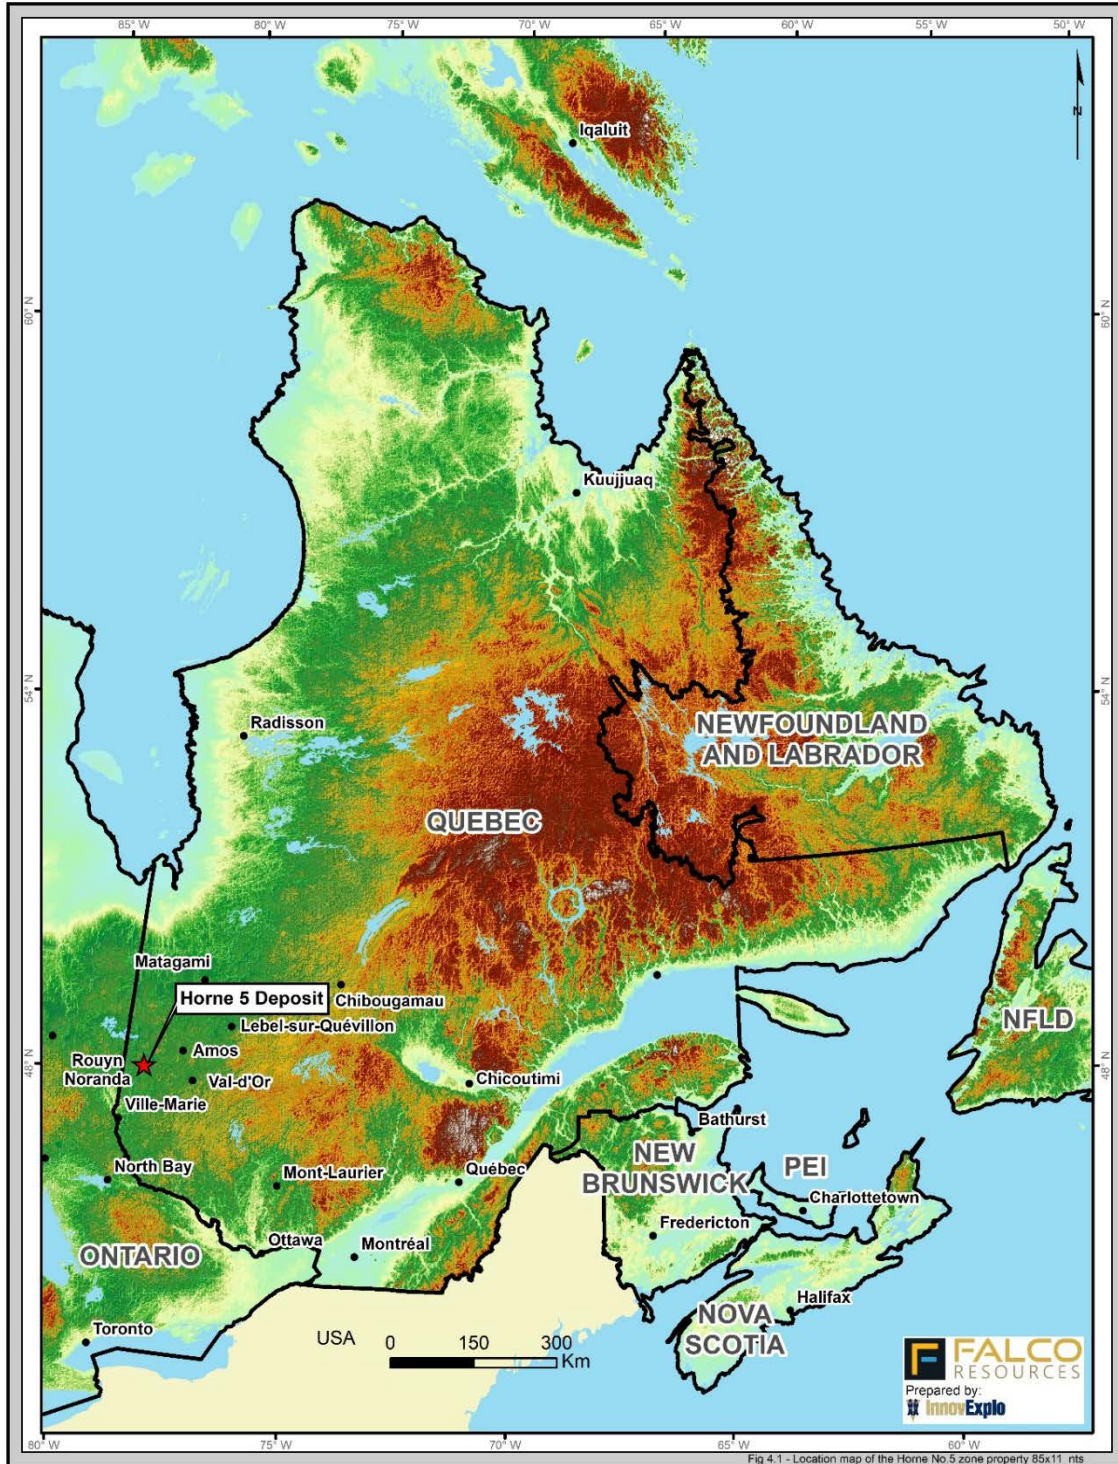 85° W
80° W
75° W
70° W
65° W
60° W
55° W
50° W
N
Iqaluit
60° N
60° N
Kuujjuaq
54° N
54° N
Radisson
NEWFOUNDLAND
AND LABRADOR
QUEBEC
Matagami
Horne 5 Deposit
Chibougamau
Lebel-sur-Quévillon
NFLD
Amos
Rouyn
Noranda
48° N
48° N
Val-d'Or
Chicoutimi
Ville-Marie
Bathurst
North Bay
Mont-Laurier
Québec
NEW
BRUNSWICK
PEI
Charlottetown
Fredericton
Ottawa
Montréal
ONTARIO
Halifax
NOVA
SCOTIA
Toronto
USA
0 150 300
Km
FALCO
RESOURCES
Prepared by:
InnovExplo
80° W
75° W
70° W
65° W
60° W
Fig 4.1 - Location map of the Horne No.5 zone property 85x11 nts